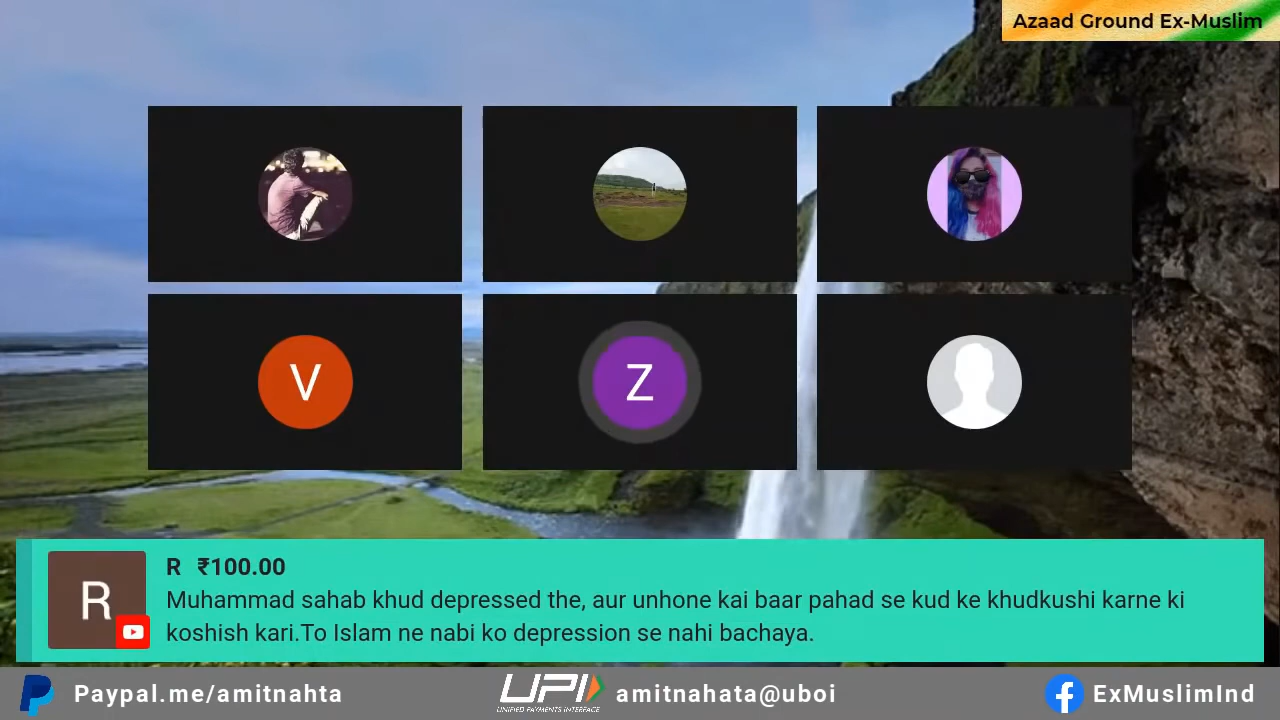 Azaad Ground Ex-Muslim
V
Z
R
R ₹100.00
Muhammad sahab khud depressed the, aur unhone kai baar pahad se kud ke khudkushi karne ki
koshish kari.To Islam ne nabi ko depression se nahi bachaya.
Paypal.me/amitnahta
UPI
UNIFIED PAYMENTS INTERFACE
amitnahata@uboi
ExMuslimInd